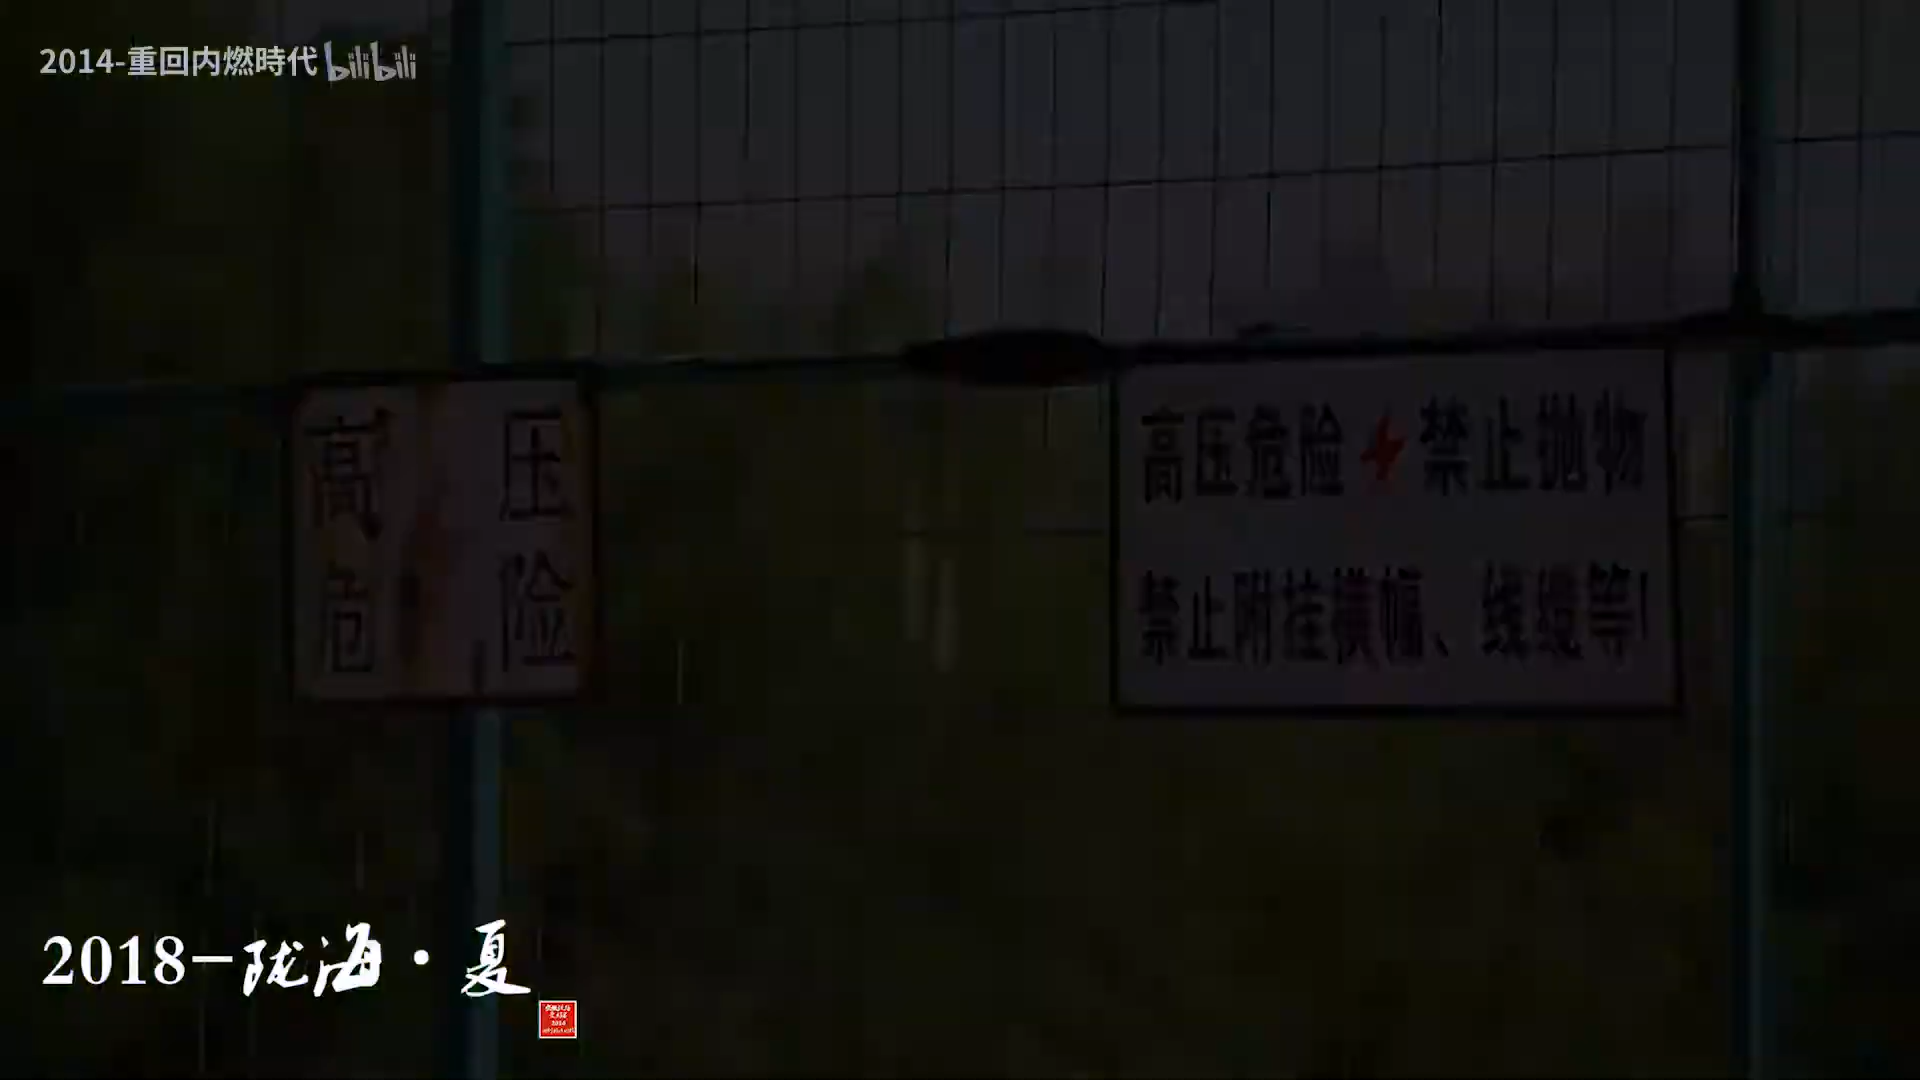 2014-重回内燃時代 bilibili
高 压
危 险
高压危险 禁止抛物
禁止附挂横幅、线缆等!
2018-陇海·夏